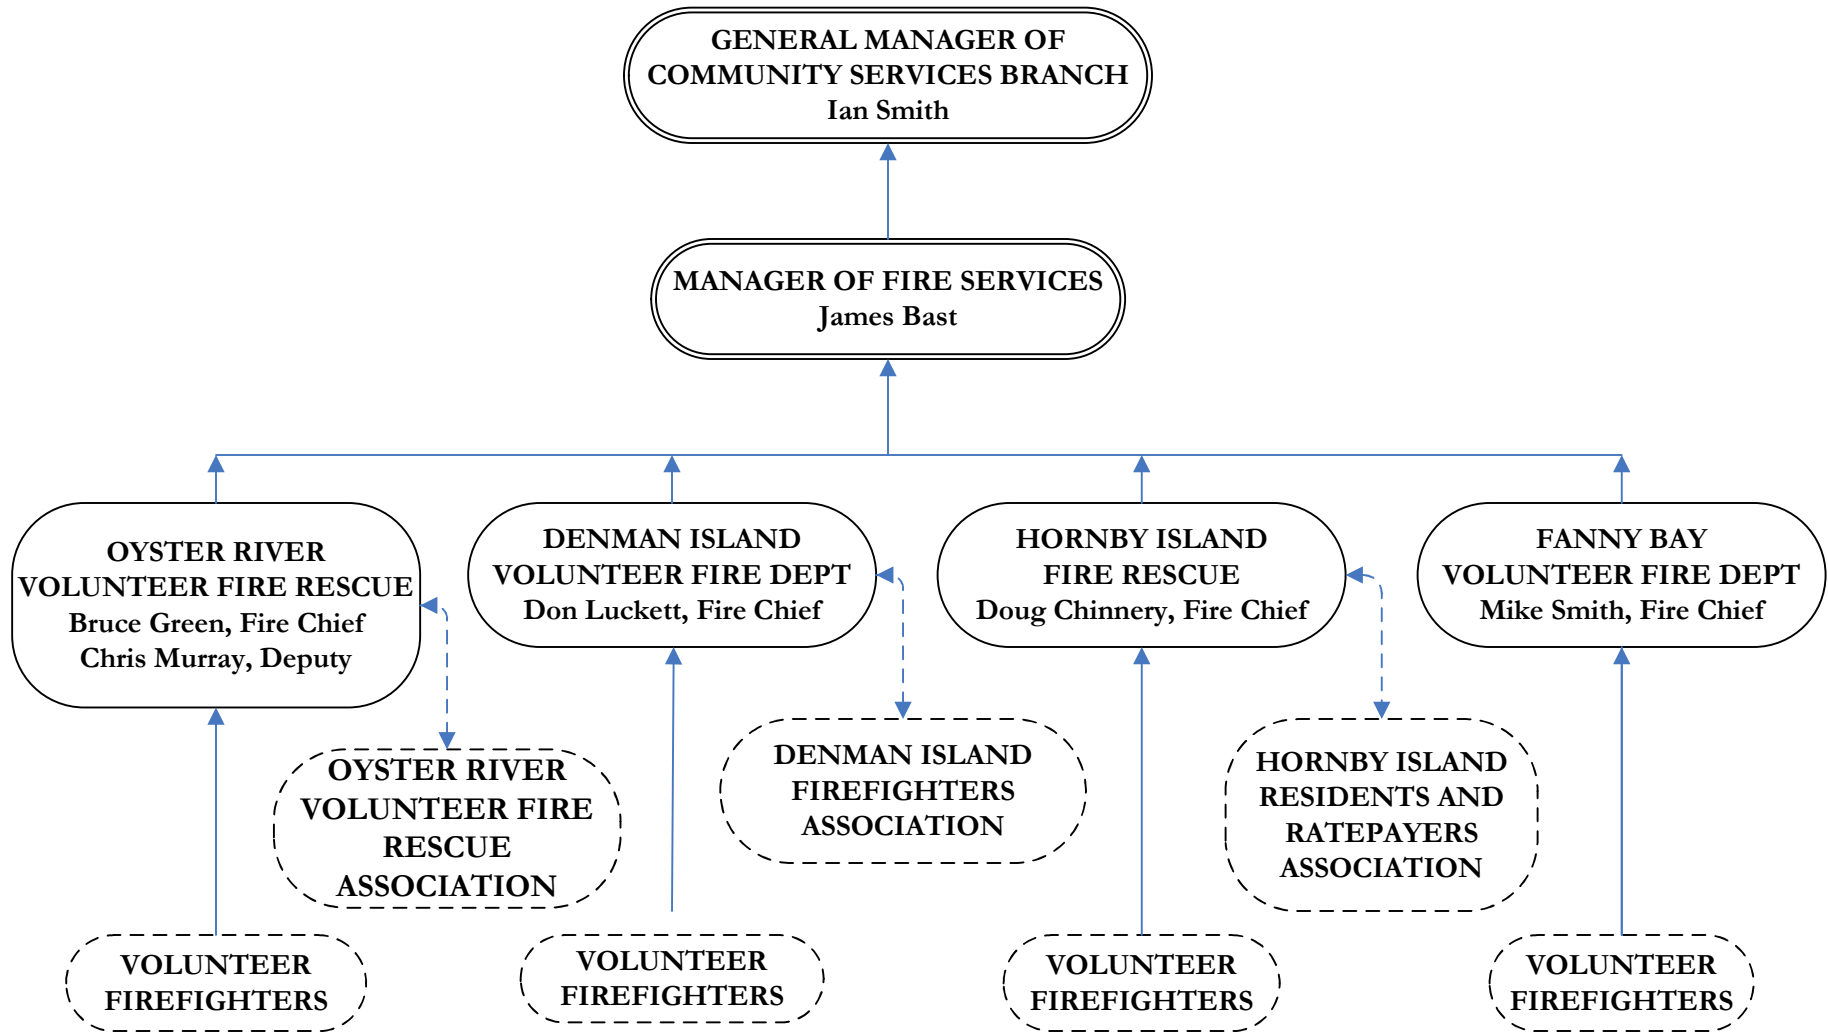 GENERAL MANAGER OF
COMMUNITY SERVICES BRANCH
Ian Smith
MANAGER OF FIRE SERVICES
James Bast
OYSTER RIVER
VOLUNTEER FIRE RESCUE
Bruce Green, Fire Chief
Chris Murray, Deputy
DENMAN ISLAND
VOLUNTEER FIRE DEPT
Don Luckett, Fire Chief
HORNBY ISLAND
FIRE RESCUE
Doug Chinnery, Fire Chief
FANNY BAY
VOLUNTEER FIRE DEPT
Mike Smith, Fire Chief
OYSTER RIVER
VOLUNTEER FIRE
RESCUE
ASSOCIATION
DENMAN ISLAND
FIREFIGHTERS
ASSOCIATION
HORNBY ISLAND
RESIDENTS AND
RATEPAYERS
ASSOCIATION
VOLUNTEER
FIREFIGHTERS
VOLUNTEER
FIREFIGHTERS
VOLUNTEER
FIREFIGHTERS
VOLUNTEER
FIREFIGHTERS